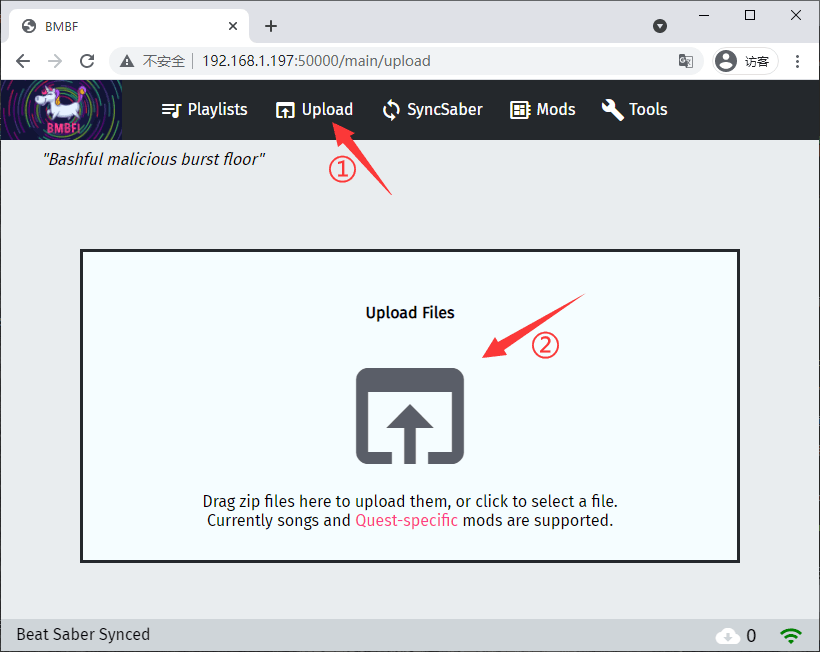 BMBF
不安全 192.168.1.197:50000/main/upload 访客
BMBF!
Playlists Upload SyncSaber Mods Tools
"Bashful malicious burst floor"
①
Upload Files
②
Drag zip files here to upload them, or click to select a file.
Currently songs and Quest-specific mods are supported.
Beat Saber Synced 0